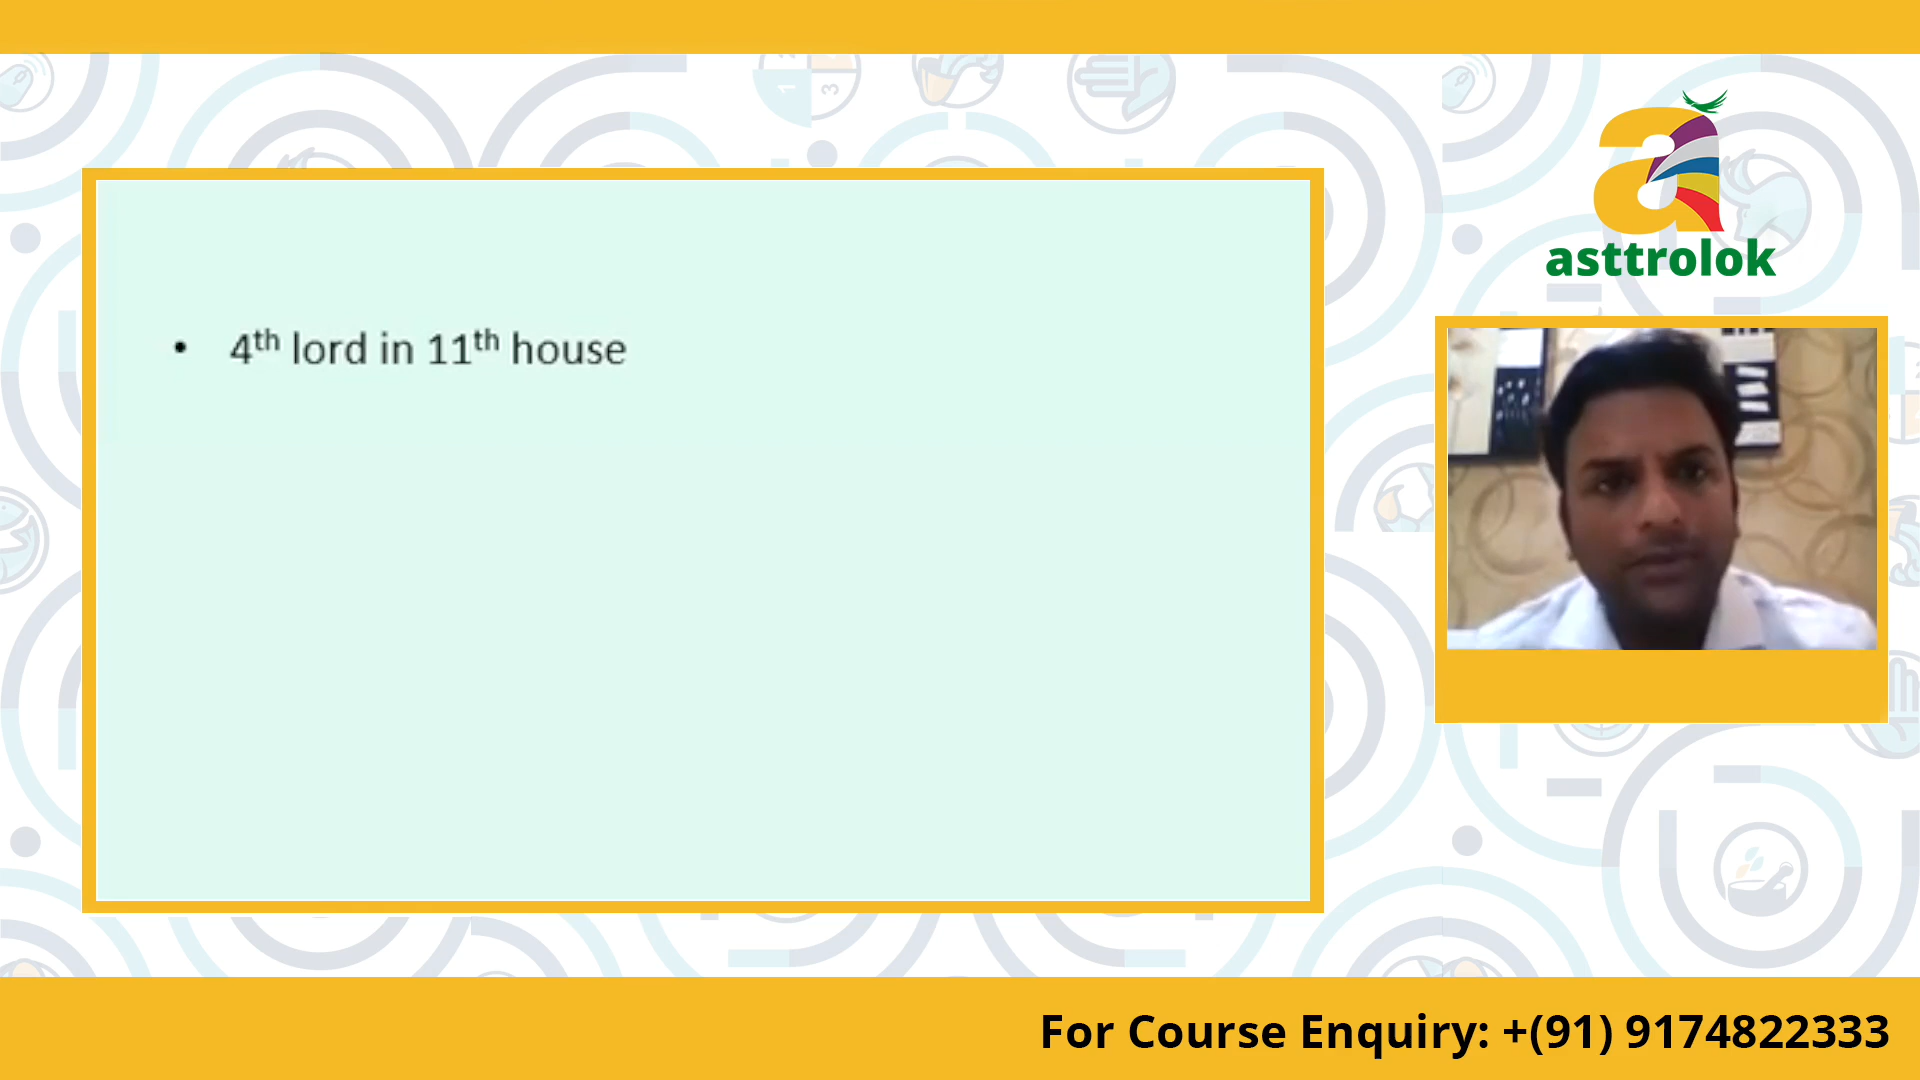 asttrolok
• 4th lord in 11th house
For Course Enquiry: +(91) 9174822333